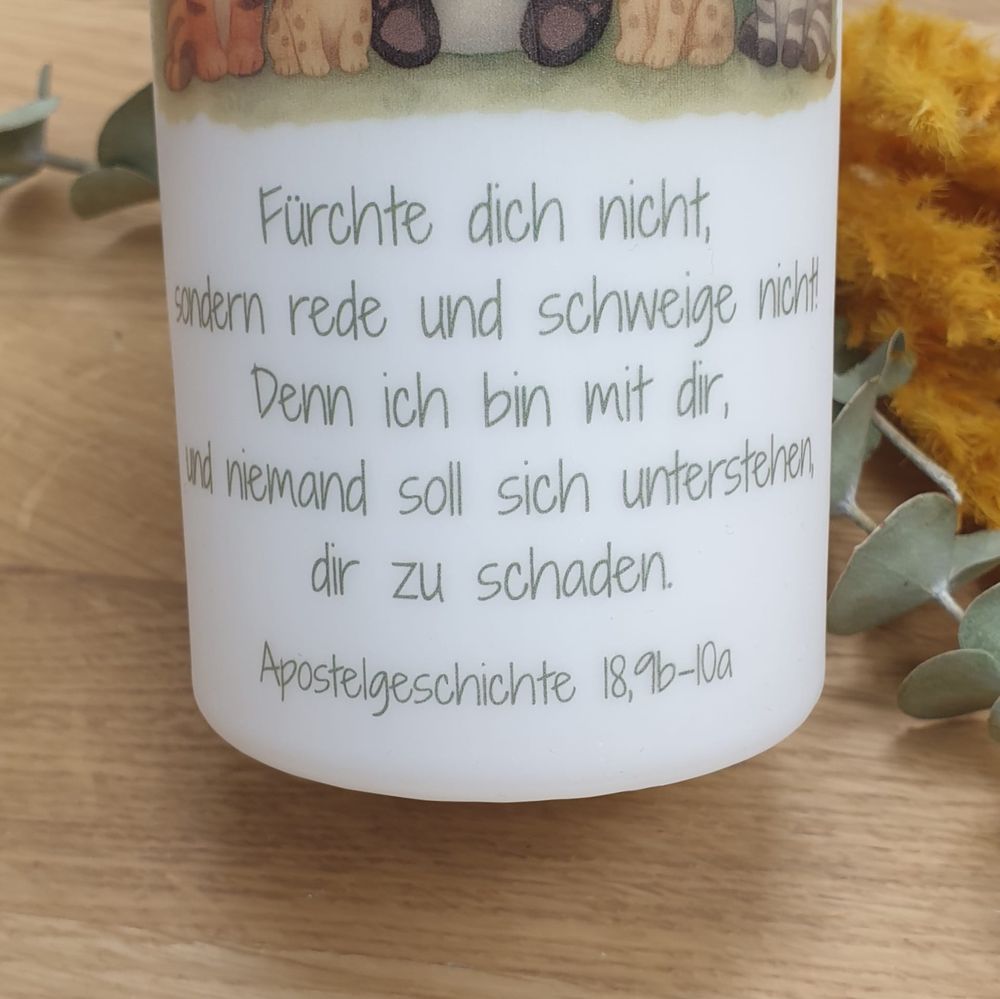 Fürchte dich nicht,
sondern rede und schweige nicht!
Denn ich bin mit dir,
und niemand soll sich unterstehen,
dir zu schaden.
Apostelgeschichte 18,9b-10a